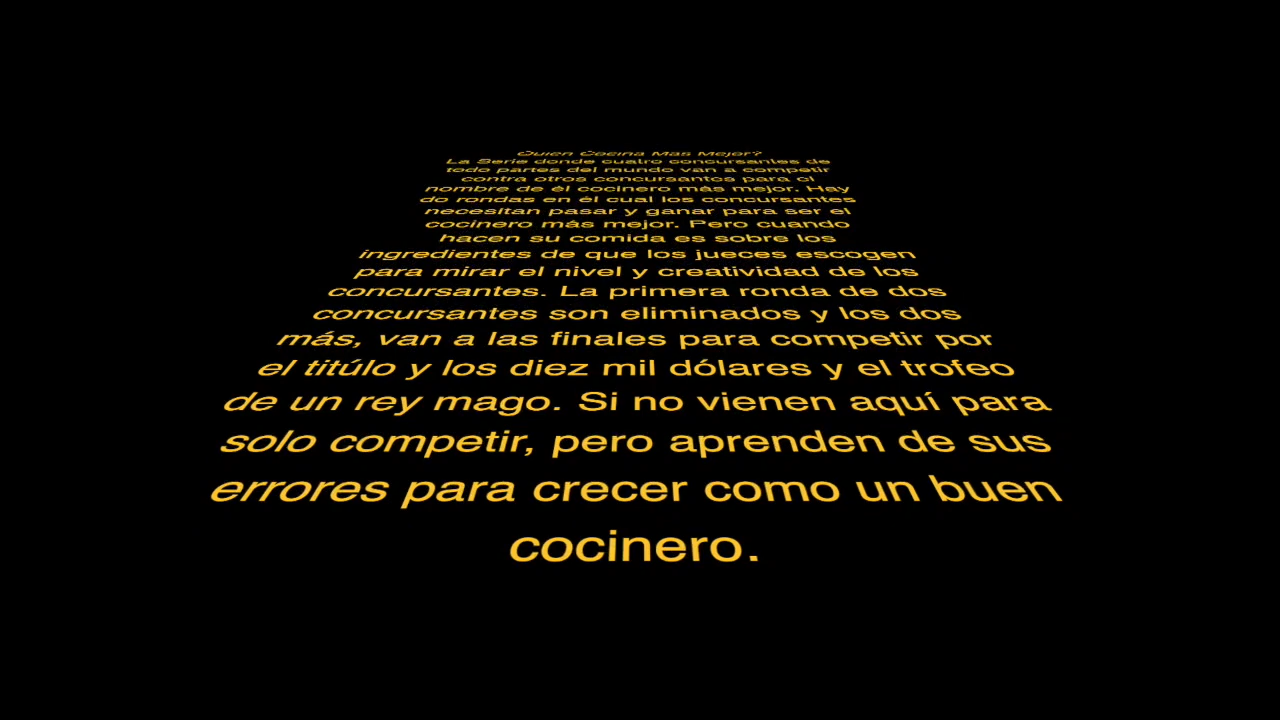 Quien Cocina Mas Mejor?
La Serie donde cuatro concursantes de
todo partes del mundo van a competir
contra otros concursantes para el
nombre de él cocinero más mejor. Hay
do rondas en él cual los concursantes
necesitan pasar y ganar para ser el
cocinero más mejor. Pero cuando
hacen su comida es sobre los
ingredientes de que los jueces escogen
para mirar el nivel y creatividad de los
concursantes. La primera ronda de dos
concursantes son eliminados y los dos
más, van a las finales para competir por
el titúlo y los diez mil dólares y el trofeo
de un rey mago. Si no vienen aquí para
solo competir, pero aprenden de sus
errores para crecer como un buen
cocinero.